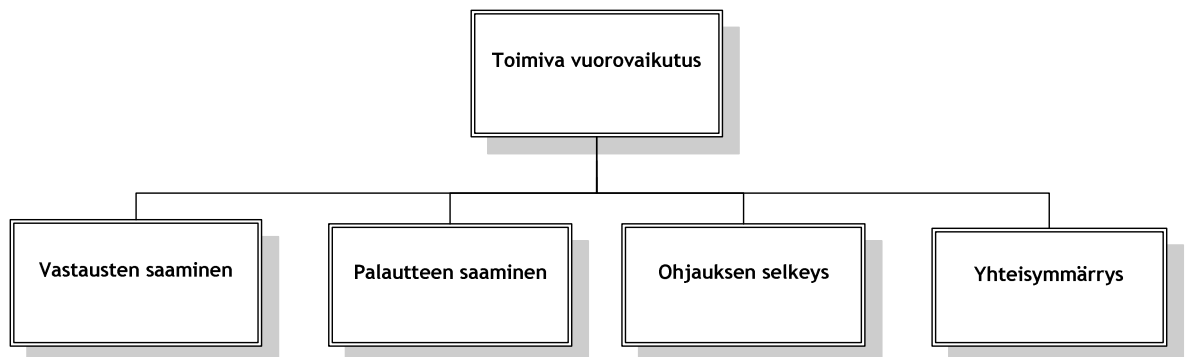 Toimiva vuorovaikutus
Vastausten saaminen
Palautteen saaminen
Ohjauksen selkeys
Yhteisymmärrys